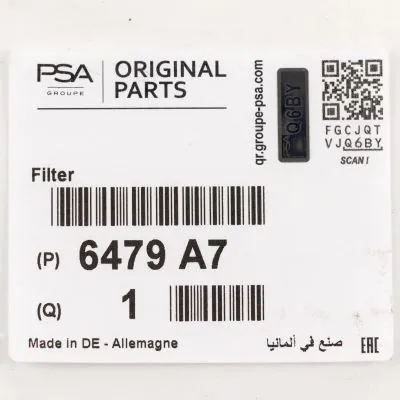 PSA
GROUPE
ORIGINAL
PARTS
qr.groupe-psa.com
Q6BY
FGCJQT
VJQ6BY
SCAN !
Filter
(P) 6479 A7
(Q) 1
Made in DE - Allemagne
صنع في ألمانيا
EAC